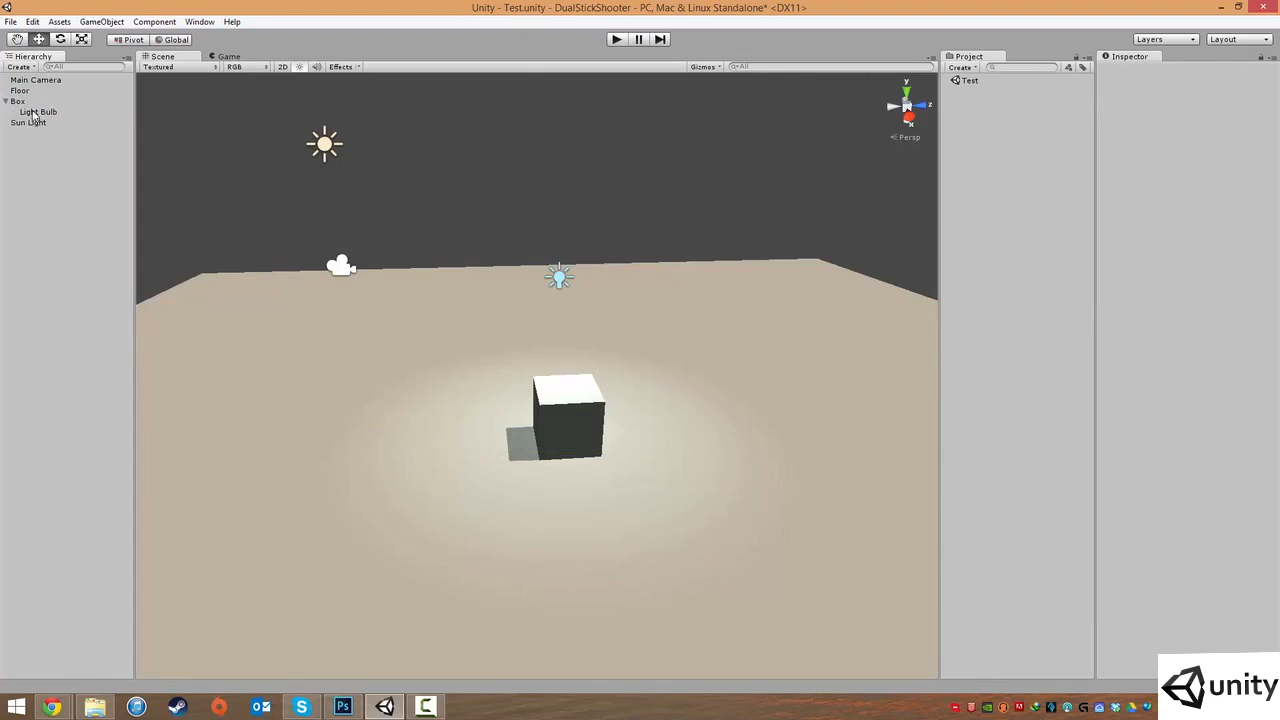 Unity - Test.unity - DualStickShooter - PC, Mac & Linux Standalone* <DX11>
File Edit Assets GameObject Component Window Help
Pivot Global Layers Layout
Hierarchy Scene Game Project Inspector
Create All Textured RGB 2D Effects Gizmos All Create
Main Camera
Floor
Box
Light Bulb
Sun Light
Test
y
z
x
Persp
unity